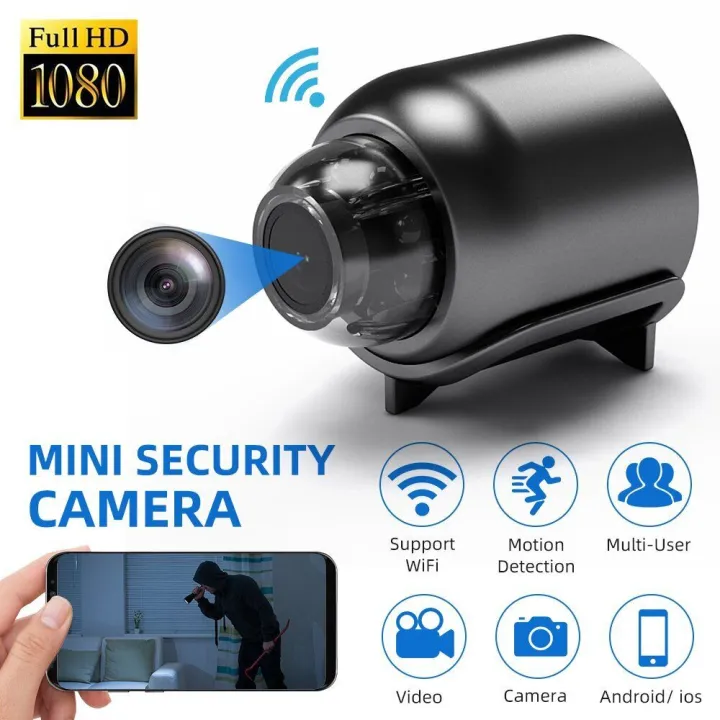 Full HD
1080
MINI SECURITY
CAMERA
Support
WiFi
Motion
Detection
Multi-User
Video
Camera
Android/ ios